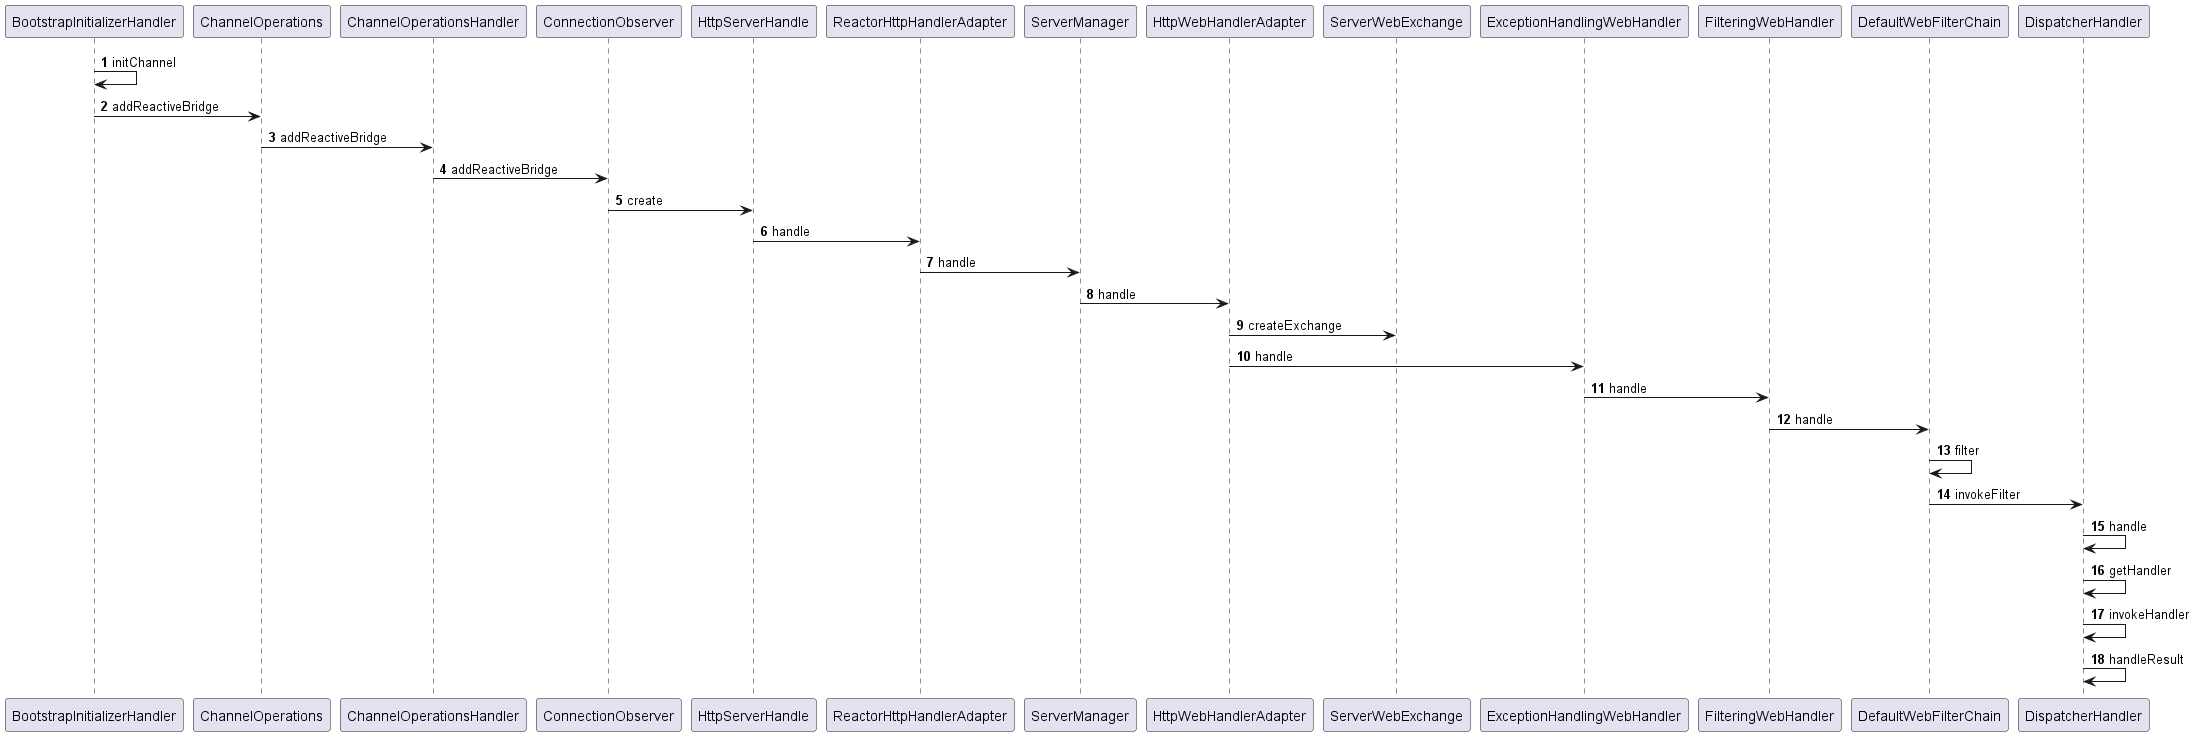 BootstrapInitializerHandler ChannelOperations ChannelOperationsHandler ConnectionObserver HttpServerHandle ReactorHttpHandlerAdapter ServerManager HttpWebHandlerAdapter ServerWebExchange ExceptionHandlingWebHandler FilteringWebHandler DefaultWebFilterChain DispatcherHandler
1 initChannel
2 addReactiveBridge
3 addReactiveBridge
4 addReactiveBridge
5 create
6 handle
7 handle
8 handle
9 createExchange
10 handle
11 handle
12 handle
13 filter
14 invokeFilter
15 handle
16 getHandler
17 invokeHandler
18 handleResult
BootstrapInitializerHandler ChannelOperations ChannelOperationsHandler ConnectionObserver HttpServerHandle ReactorHttpHandlerAdapter ServerManager HttpWebHandlerAdapter ServerWebExchange ExceptionHandlingWebHandler FilteringWebHandler DefaultWebFilterChain DispatcherHandler